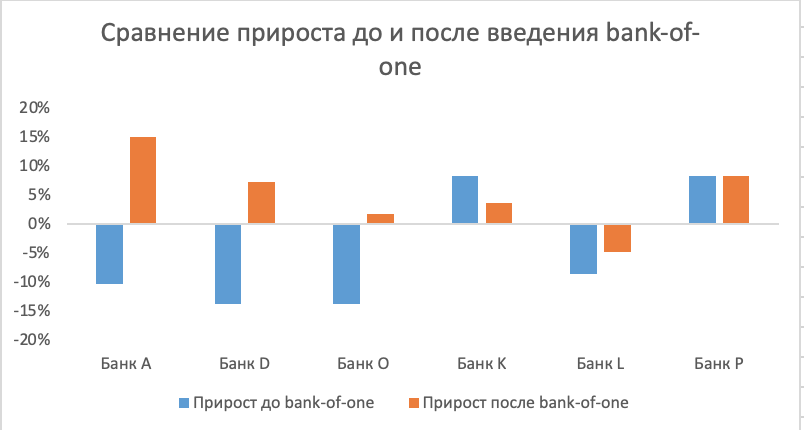 Сравнение прироста до и после введения bank-of-
one
20%
15%
10%
5%
0%
-5%
-10%
-15%
-20%
Банк A Банк D Банк O Банк K Банк L Банк P
Прирост до bank-of-one Прирост после bank-of-one